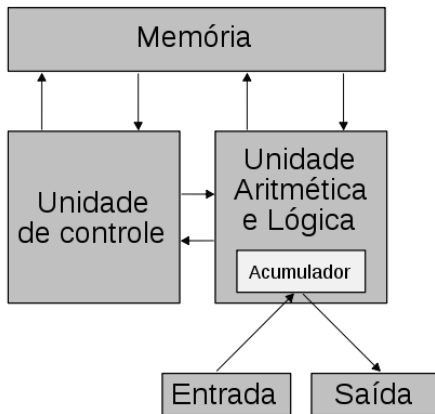 Memória
Unidade
de controle
Unidade
Aritmética
e Lógica
Acumulador
Entrada
Saída